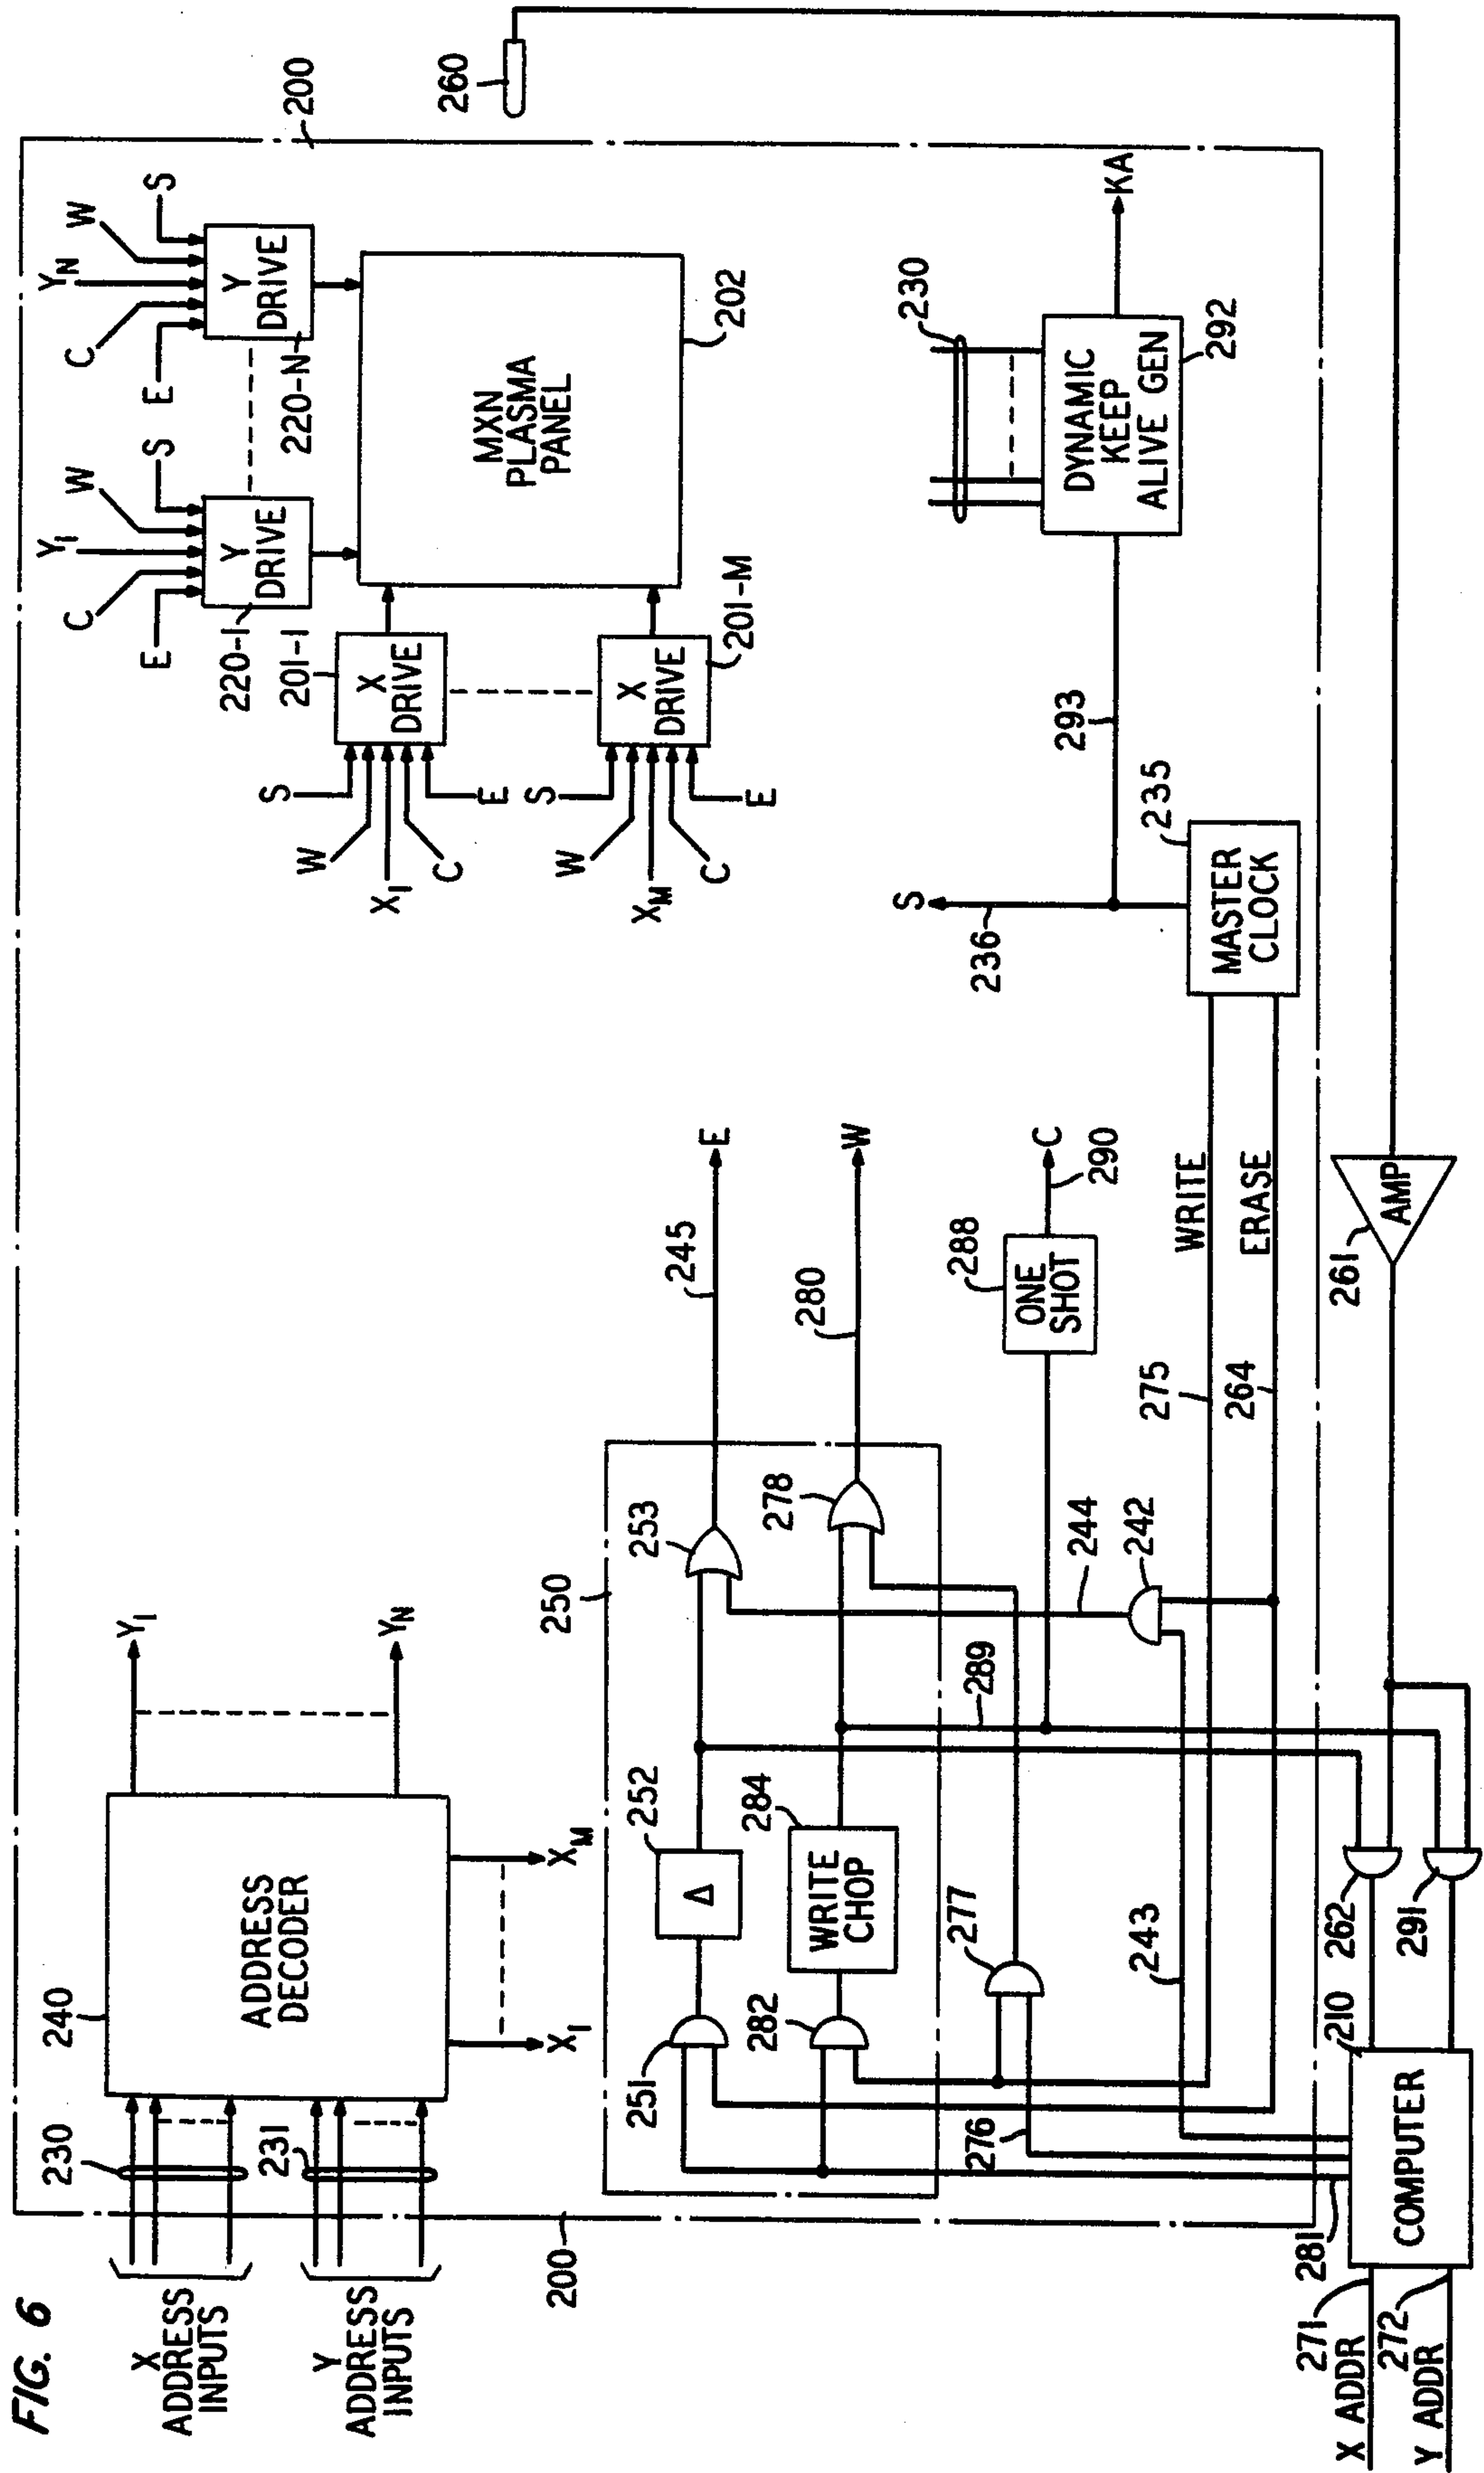 FIG. 6
X
ADDRESS
INPUTS
Y
ADDRESS
INPUTS
230
231
240
ADDRESS
DECODER
Y1
YN
X1
XM
200
250
251
252
Δ
253
245
E
282
284
WRITE
CHOP
278
280
W
289
288
ONE
SHOT
290
C
276
277
244
242
243
275
WRITE
264
ERASE
235
MASTER
CLOCK
236
S
293
230
DYNAMIC
KEEP
ALIVE GEN
292
KA
E
C
Y1
W
S
Y
DRIVE
220-1
E
C
YN
W
S
Y
DRIVE
220-N
S
W
X1
C
E
X
DRIVE
201-1
S
W
XM
C
E
X
DRIVE
201-M
MXN
PLASMA
PANEL
202
200
260
261
AMP
262
291
210
COMPUTER
281
271
X ADDR
272
Y ADDR